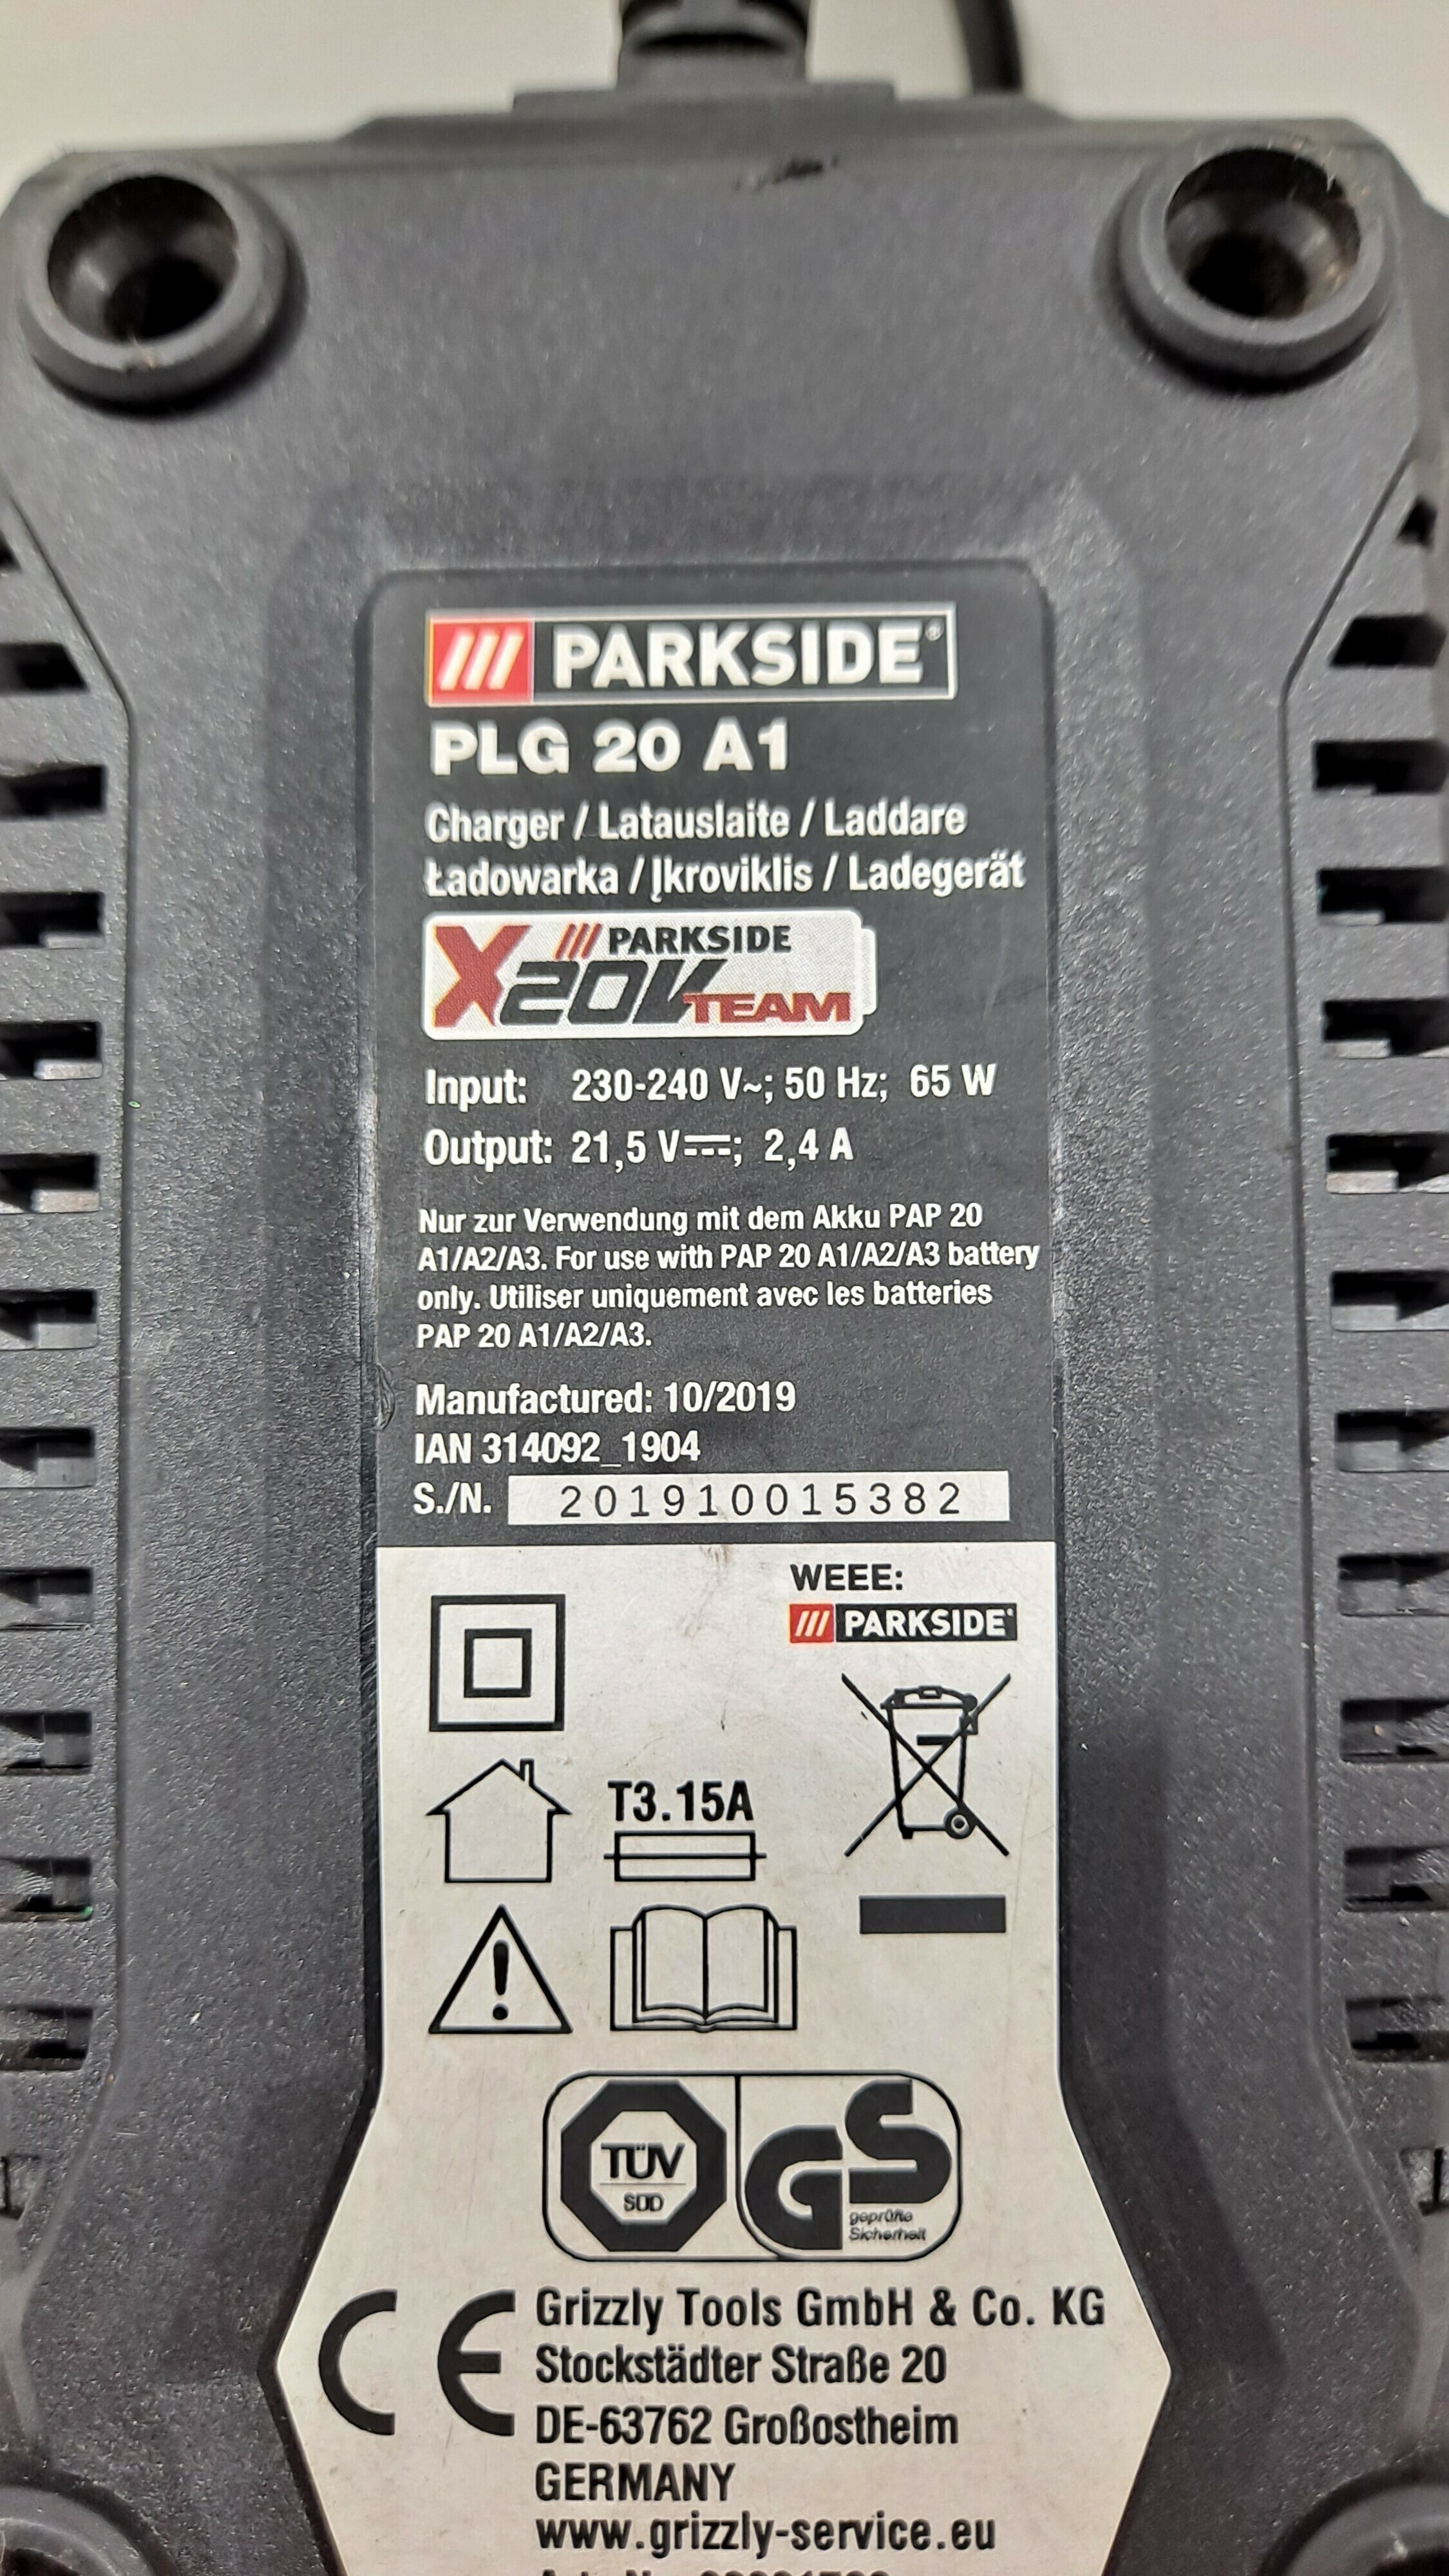 PARKSIDE®
PLG 20 A1
Charger / Latauslaite / Laddare
Ładowarka / Įkroviklis / Ladegerät
X PARKSIDE
20V TEAM
Input: 230-240 V~; 50 Hz; 65 W
Output: 21,5 V⎓; 2,4 A
Nur zur Verwendung mit dem Akku PAP 20
A1/A2/A3. For use with PAP 20 A1/A2/A3 battery
only. Utiliser uniquement avec les batteries
PAP 20 A1/A2/A3.
Manufactured: 10/2019
IAN 314092_1904
S./N. 201910015382
WEEE:
PARKSIDE®
T3.15A
TÜV
SÜD
GS
geprüfte
Sicherheit
CE
Grizzly Tools GmbH & Co. KG
Stockstädter Straße 20
DE-63762 Großostheim
GERMANY
www.grizzly-service.eu